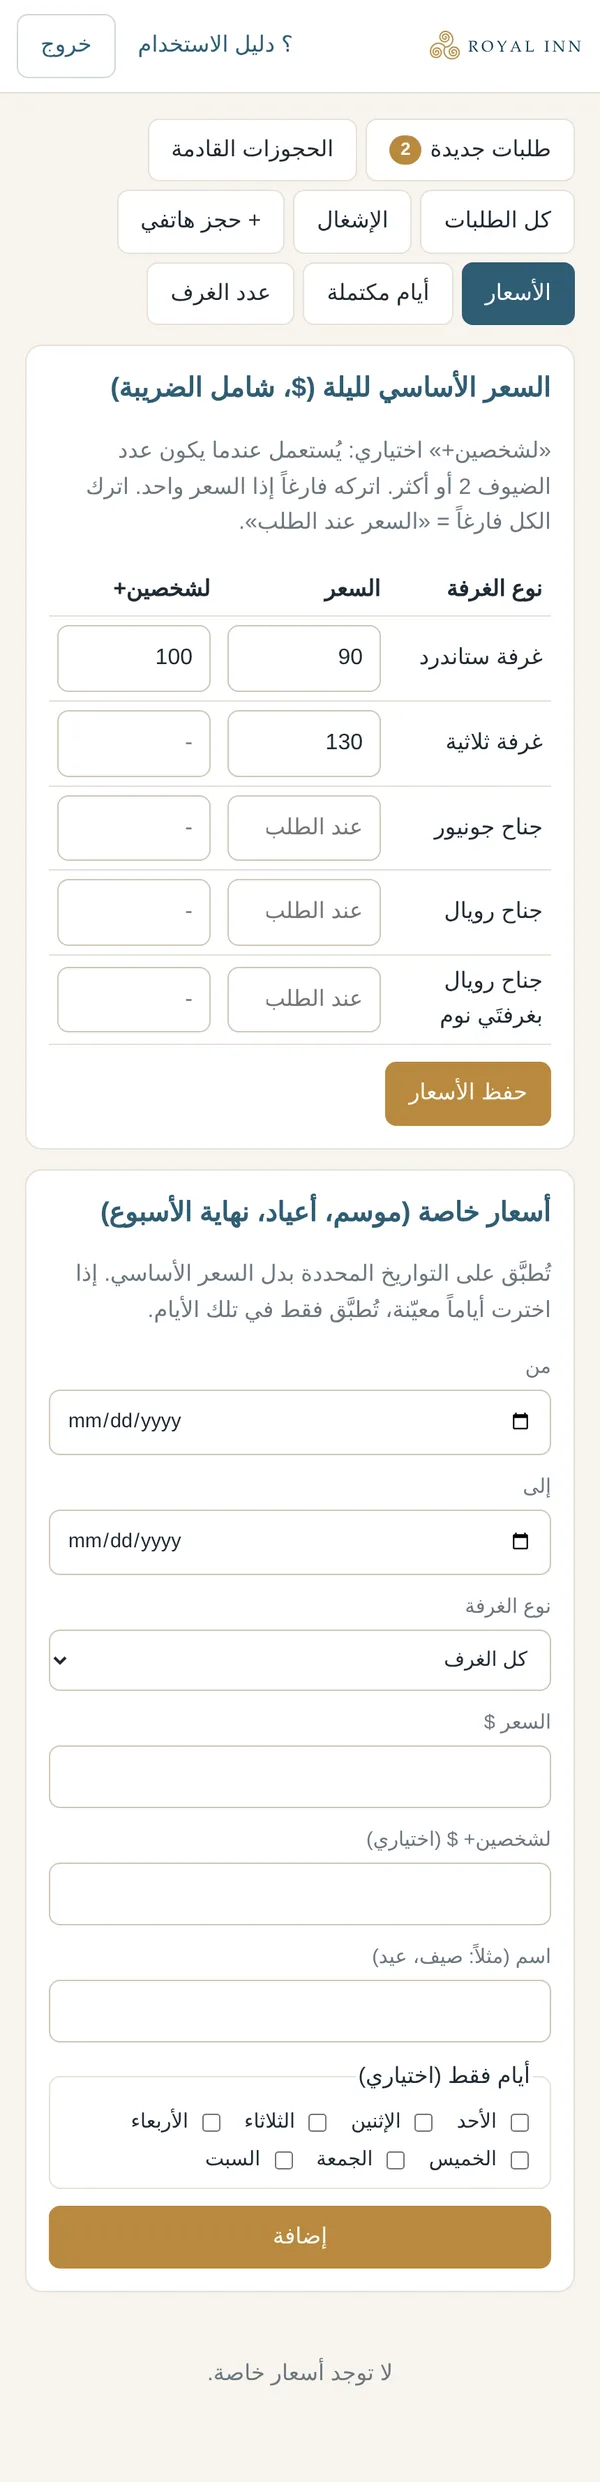 ROYAL INN
؟ دليل الاستخدام
خروج
طلبات جديدة 2
الحجوزات القادمة
كل الطلبات
الإشغال
+ حجز هاتفي
الأسعار
أيام مكتملة
عدد الغرف
السعر الأساسي لليلة ($، شامل الضريبة)
«لشخصين+» اختياري: يُستعمل عندما يكون عدد
الضيوف 2 أو أكثر. اتركه فارغاً إذا السعر واحد. اترك
الكل فارغاً = «السعر عند الطلب».
نوع الغرفة السعر لشخصين+
غرفة ستاندرد 90 100
غرفة ثلاثية 130 -
جناح جونيور عند الطلب -
جناح رويال عند الطلب -
جناح رويال
بغرفتَي نوم عند الطلب -
حفظ الأسعار
أسعار خاصة (موسم، أعياد، نهاية الأسبوع)
تُطبَّق على التواريخ المحددة بدل السعر الأساسي. إذا
اخترت أياماً معيّنة، تُطبَّق فقط في تلك الأيام.
من
mm/dd/yyyy
إلى
mm/dd/yyyy
نوع الغرفة
كل الغرف
السعر $
لشخصين+ $ (اختياري)
اسم (مثلاً: صيف، عيد)
أيام فقط (اختياري)
الأحد الإثنين الثلاثاء الأربعاء
الخميس الجمعة السبت
إضافة
لا توجد أسعار خاصة.